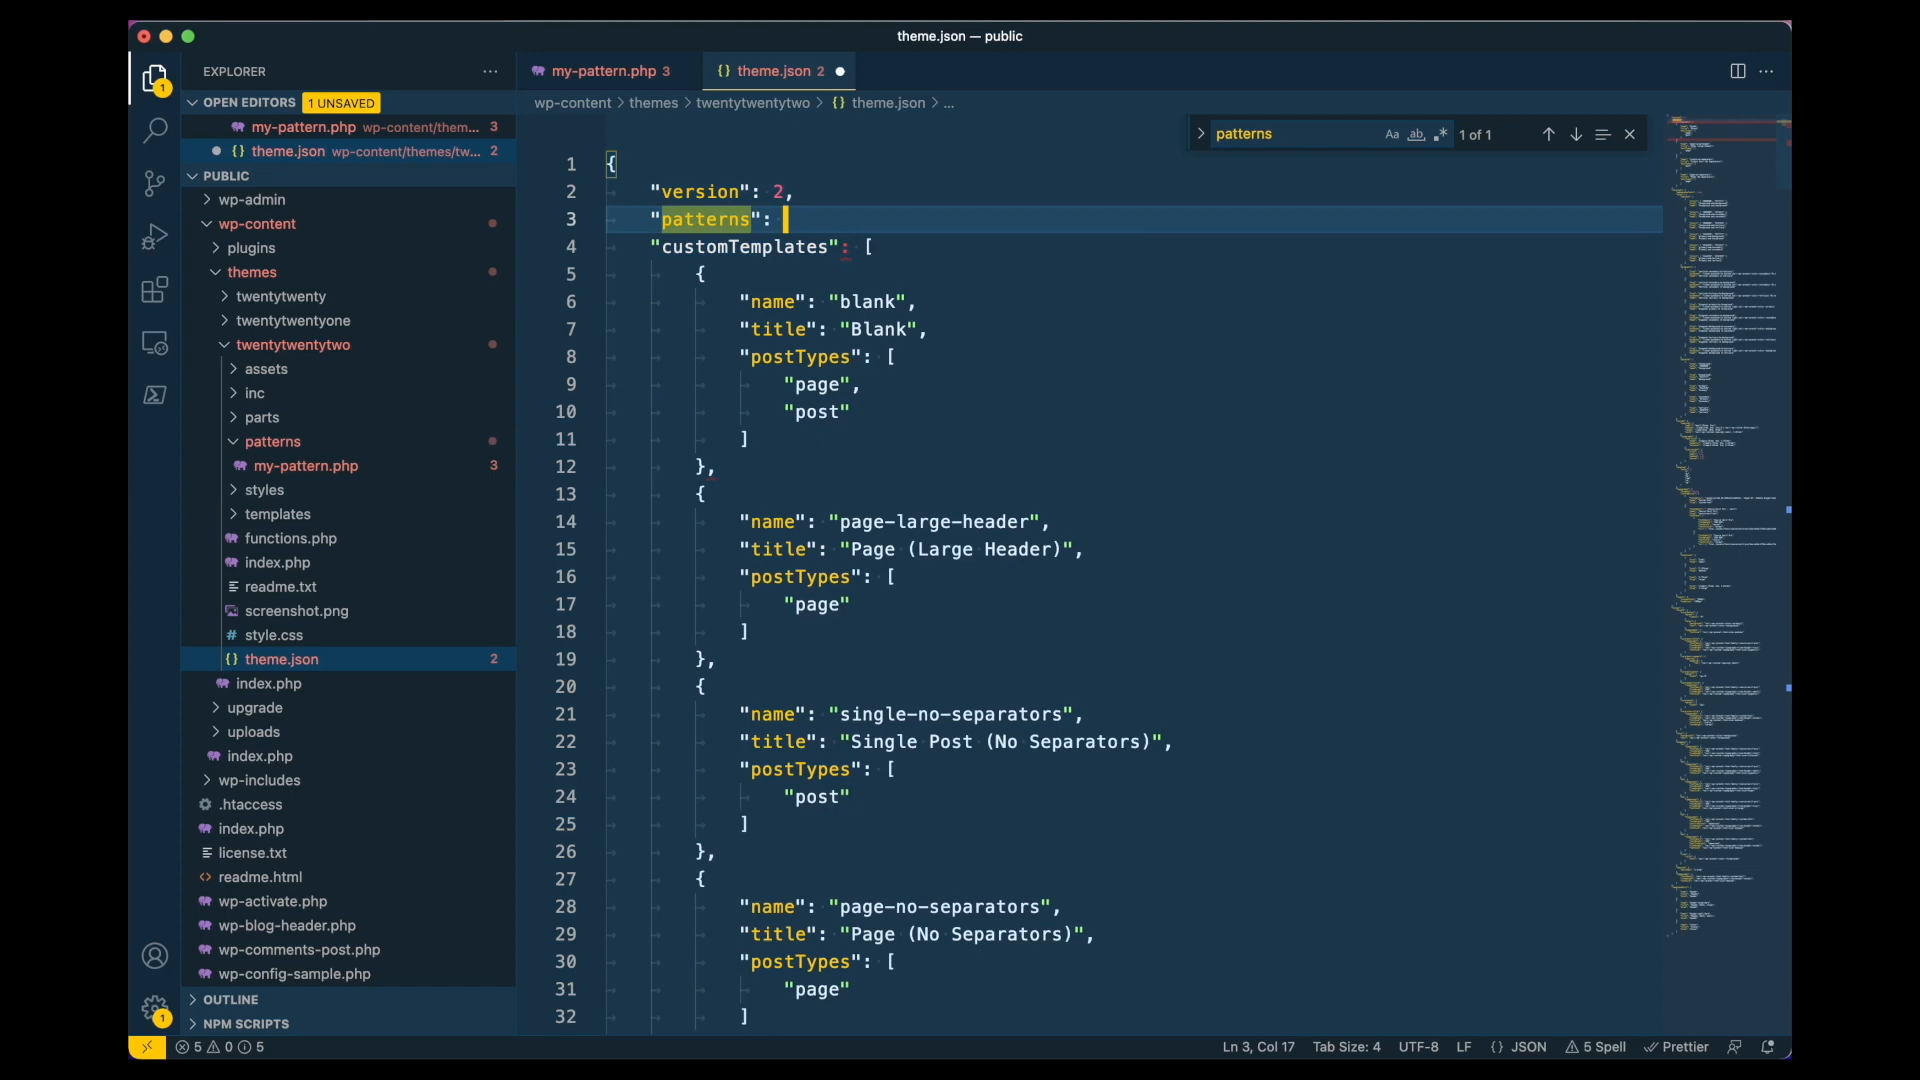 theme.json — public
EXPLORER
my-pattern.php 3
theme.json 2
OPEN EDITORS 1 UNSAVED
wp-content > themes > twentytwentytwo > {} theme.json > ...
my-pattern.php wp-content/them... 3
theme.json wp-content/themes/tw... 2
patterns Aa ab 1 of 1
PUBLIC
wp-admin
wp-content
plugins
themes
twentytwenty
twentytwentyone
twentytwentytwo
assets
inc
parts
patterns
my-pattern.php 3
styles
templates
functions.php
index.php
readme.txt
screenshot.png
style.css
theme.json 2
index.php
upgrade
uploads
index.php
wp-includes
.htaccess
index.php
license.txt
readme.html
wp-activate.php
wp-blog-header.php
wp-comments-post.php
wp-config-sample.php
OUTLINE
NPM SCRIPTS
1 {
2 "version": 2,
3 "patterns":
4 "customTemplates": [
5 {
6 "name": "blank",
7 "title": "Blank",
8 "postTypes": [
9 "page",
10 "post"
11 ]
12 },
13 {
14 "name": "page-large-header",
15 "title": "Page (Large Header)",
16 "postTypes": [
17 "page"
18 ]
19 },
20 {
21 "name": "single-no-separators",
22 "title": "Single Post (No Separators)",
23 "postTypes": [
24 "post"
25 ]
26 },
27 {
28 "name": "page-no-separators",
29 "title": "Page (No Separators)",
30 "postTypes": [
31 "page"
32 ]
1
1
5 0 5
Ln 3, Col 17 Tab Size: 4 UTF-8 LF {} JSON 5 Spell Prettier